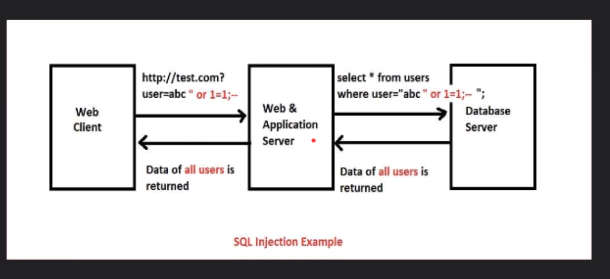 Web
Client
http://test.com?
user=abc " or 1=1;--
Data of all users is
returned
Web &
Application
Server
select * from users
where user="abc " or 1=1;-- ";
Data of all users is
returned
Database
Server
SQL Injection Example